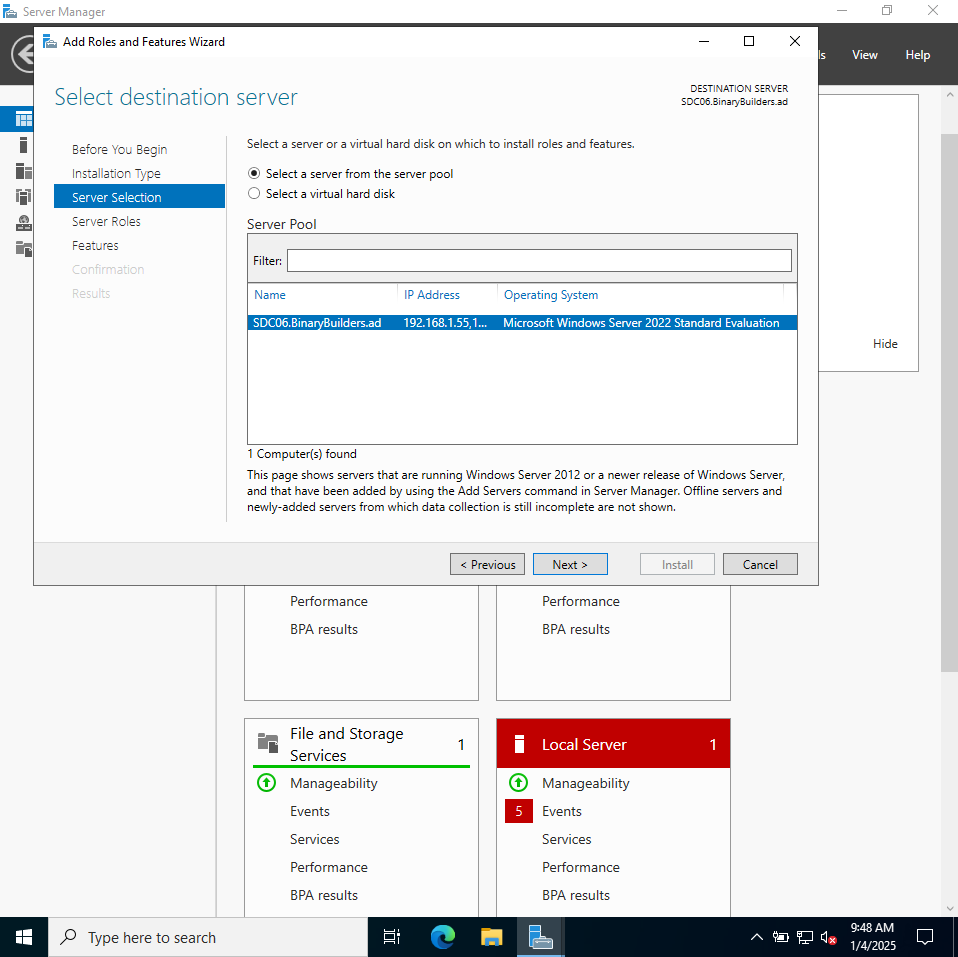 Server Manager
Add Roles and Features Wizard
View
Help
Select destination server
DESTINATION SERVER
SDC06.BinaryBuilders.ad
Before You Begin
Installation Type
Server Selection
Server Roles
Features
Confirmation
Results
Select a server or a virtual hard disk on which to install roles and features.
Select a server from the server pool
Select a virtual hard disk
Server Pool
Filter:
Name IP Address Operating System
SDC06.BinaryBuilders.ad 192.168.1.55,1... Microsoft Windows Server 2022 Standard Evaluation
Hide
1 Computer(s) found
This page shows servers that are running Windows Server 2012 or a newer release of Windows Server,
and that have been added by using the Add Servers command in Server Manager. Offline servers and
newly-added servers from which data collection is still incomplete are not shown.
< Previous
Next >
Install
Cancel
Performance
BPA results
Performance
BPA results
File and Storage
Services
1
Manageability
Events
Services
Performance
BPA results
Local Server 1
Manageability
5 Events
Services
Performance
BPA results
Type here to search
9:48 AM
1/4/2025